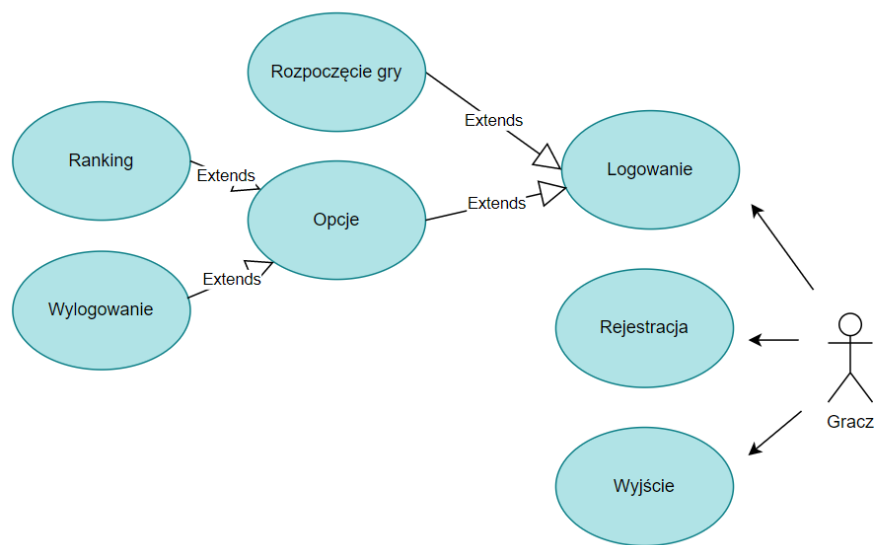 Rozpoczęcie gry
Extends
Ranking
Extends
Logowanie
Opcje
Extends
Wylogowanie
Extends
Rejestracja
Gracz
Wyjście